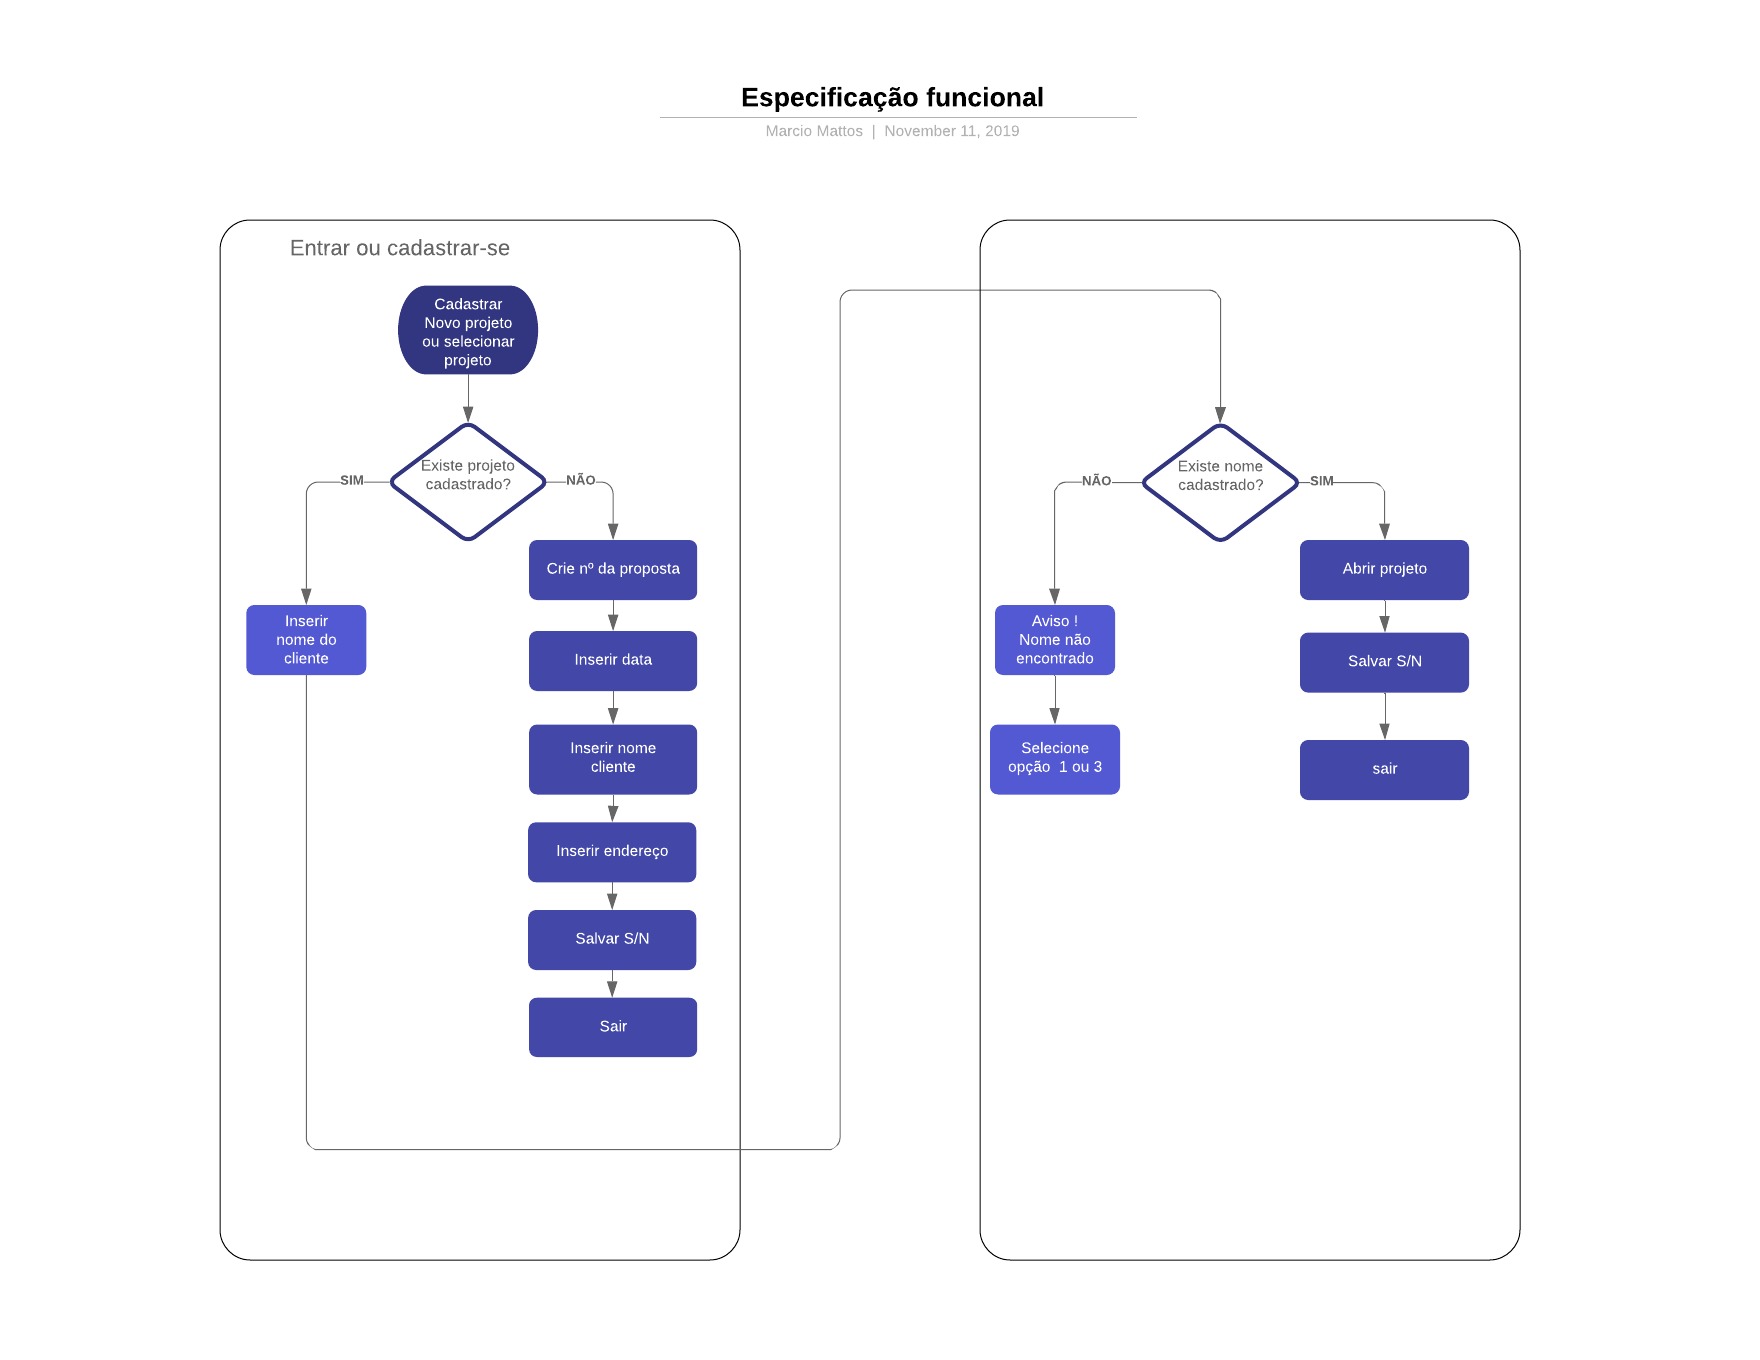 Especificação funcional
Marcio Mattos | November 11, 2019
Entrar ou cadastrar-se
Cadastrar
Novo projeto
ou selecionar
projeto
Existe projeto
cadastrado?
SIM
NÃO
Inserir
nome do
cliente
Crie nº da proposta
Inserir data
Inserir nome
cliente
Inserir endereço
Salvar S/N
Sair
Existe nome
cadastrado?
NÃO
SIM
Aviso !
Nome não
encontrado
Selecione
opção  1 ou 3
Abrir projeto
Salvar S/N
sair